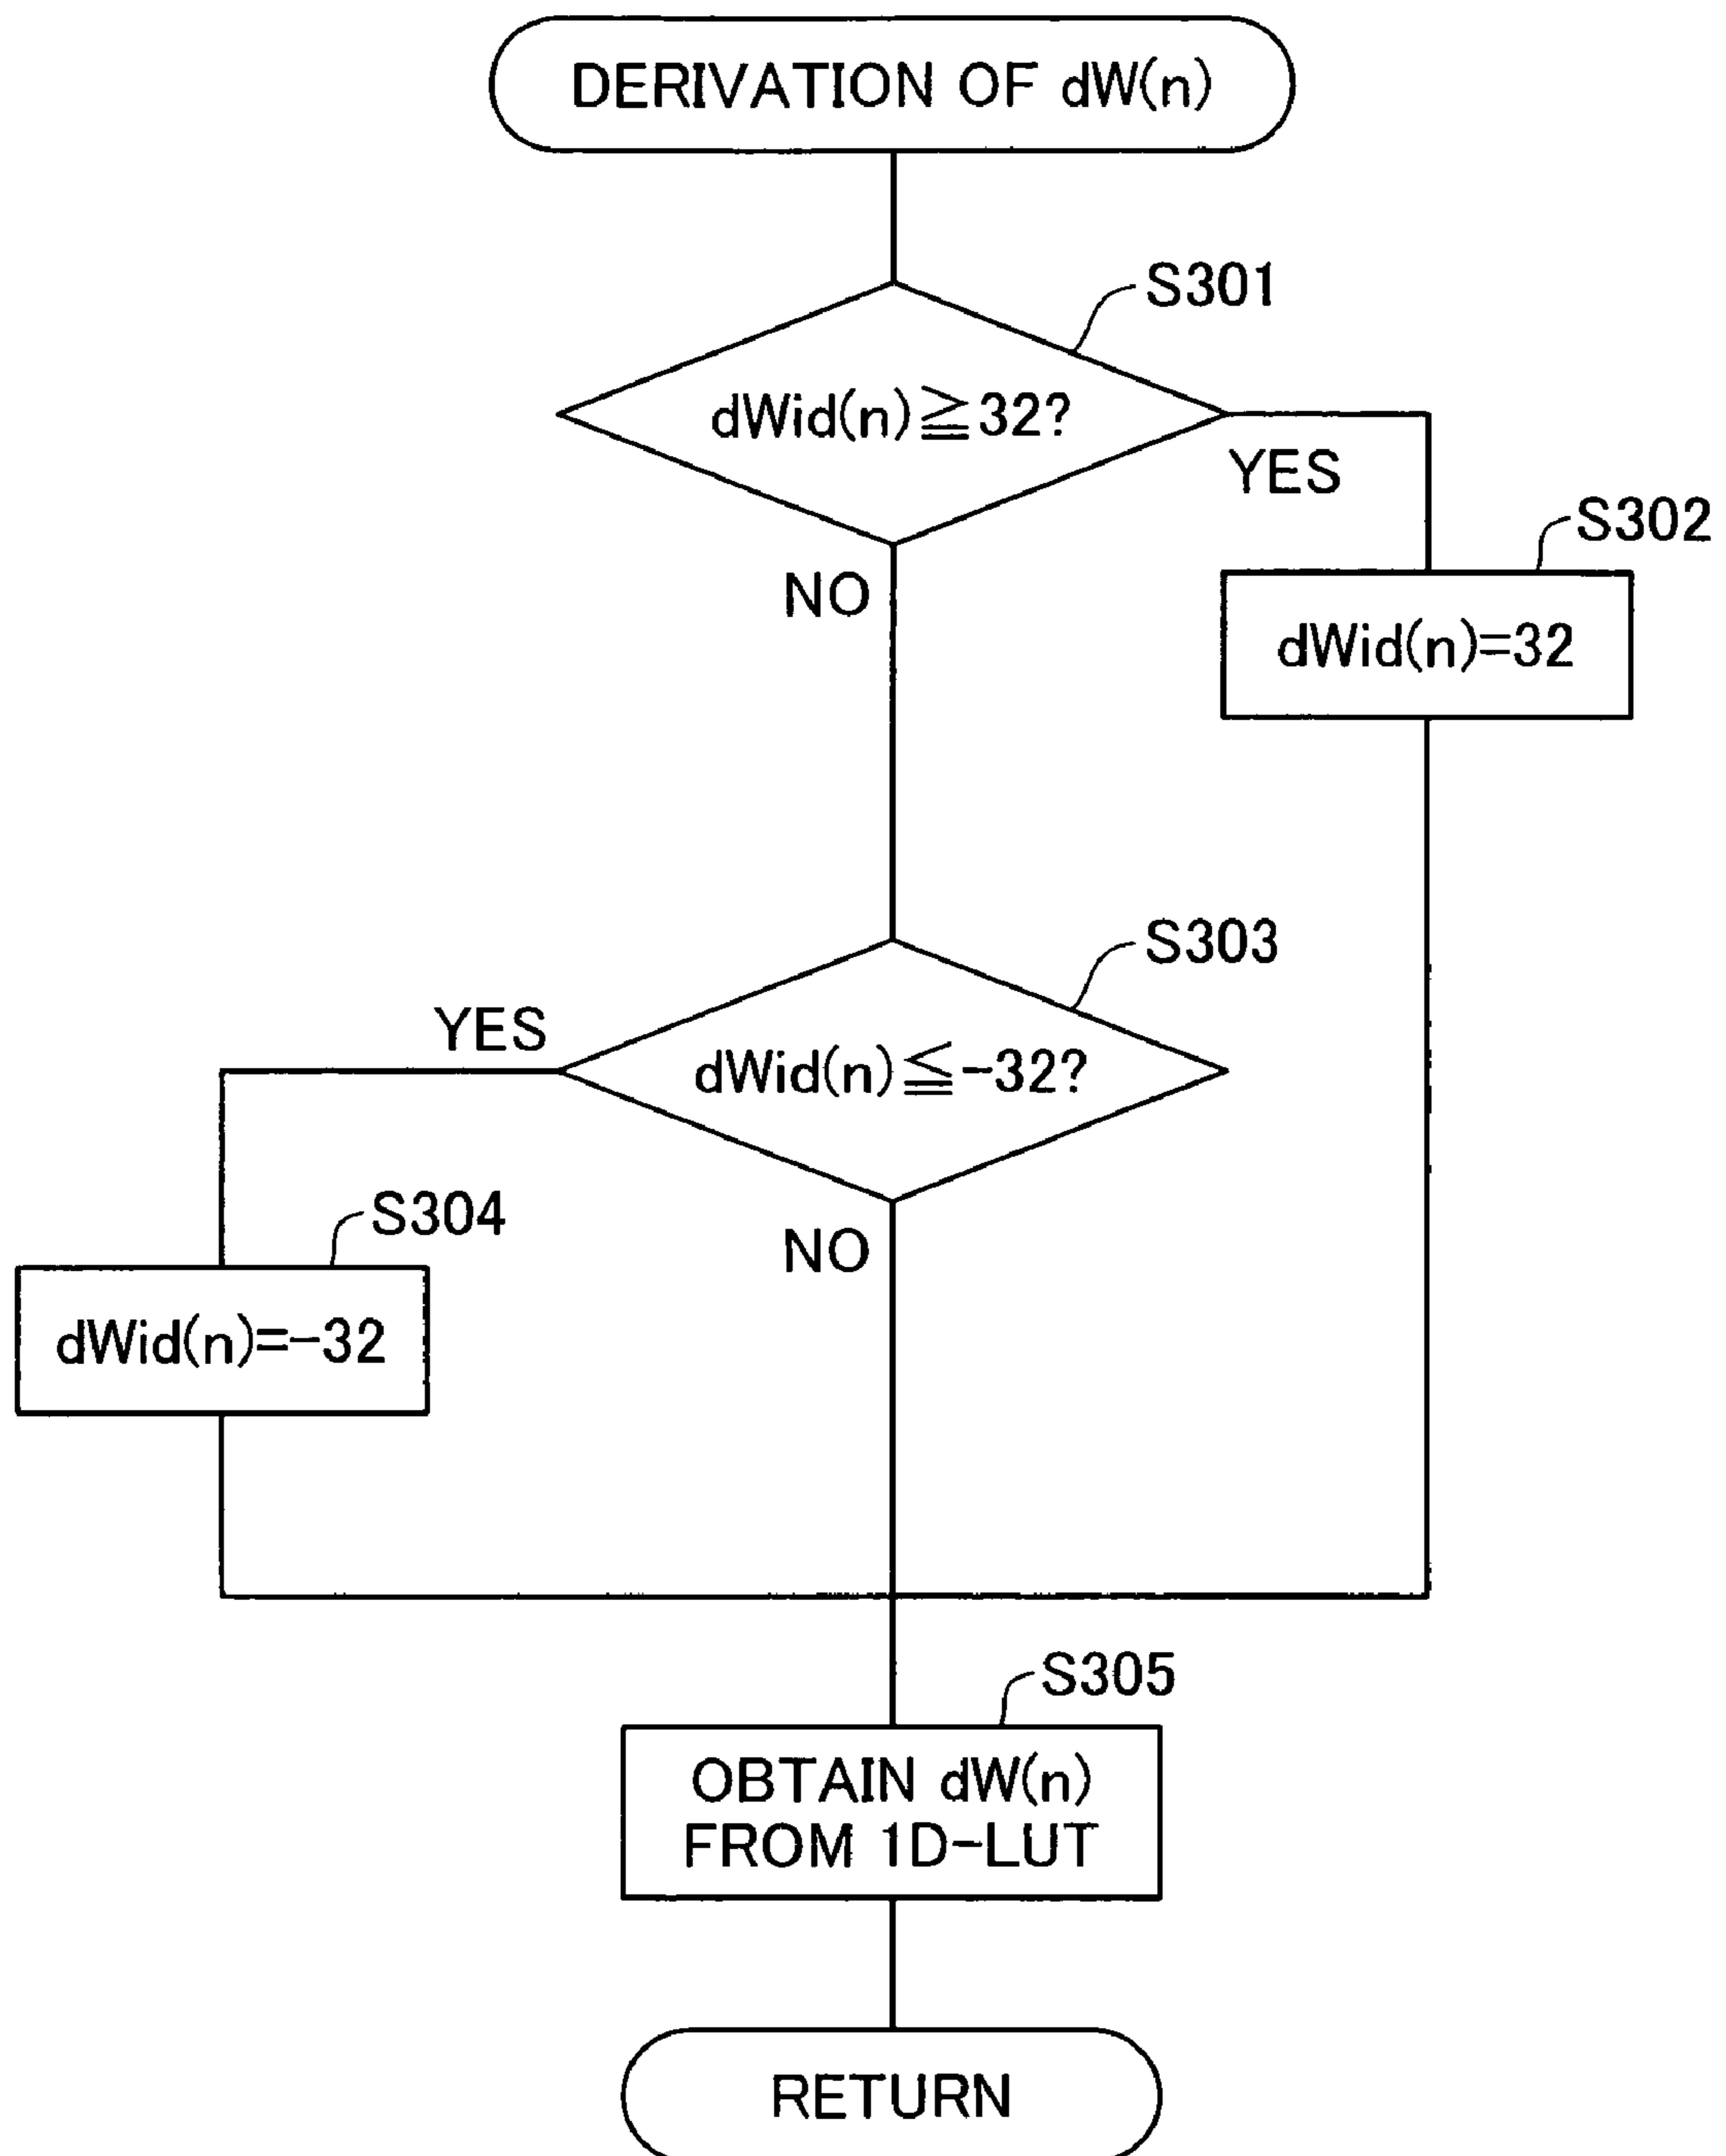 DERIVATION OF dW(n)
S301
dWid(n)≧32?
YES
S302
NO
dWid(n)=32
S303
YES
dWid(n)≦-32?
S304
NO
dWid(n)=-32
S305
OBTAIN dW(n)
FROM 1D-LUT
RETURN